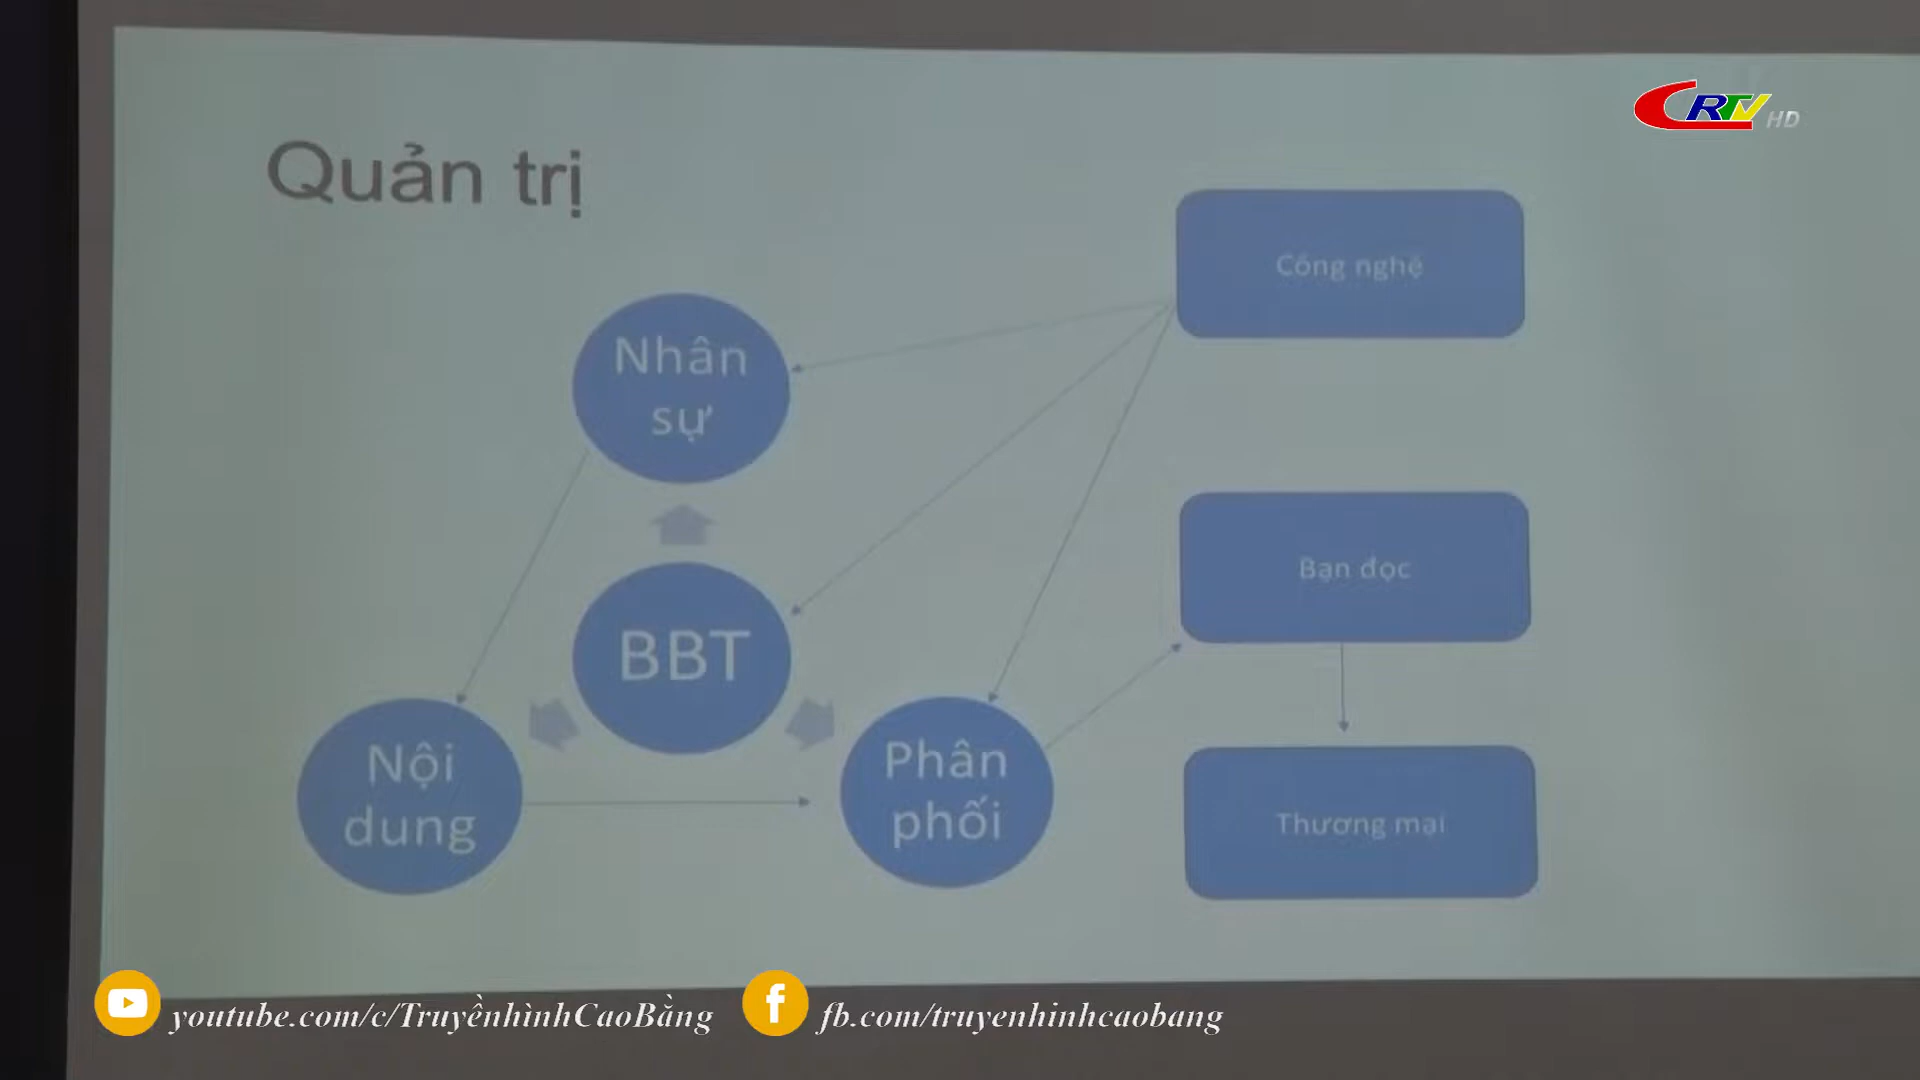 CRTV HD
Quản trị
Công nghệ
Nhân
sự
Bạn đọc
BBT
Nội
dung
Phân
phối
Thương mại
youtube.com/c/TruyềnhìnhCaoBằng
fb.com/truyenhinhcaobang